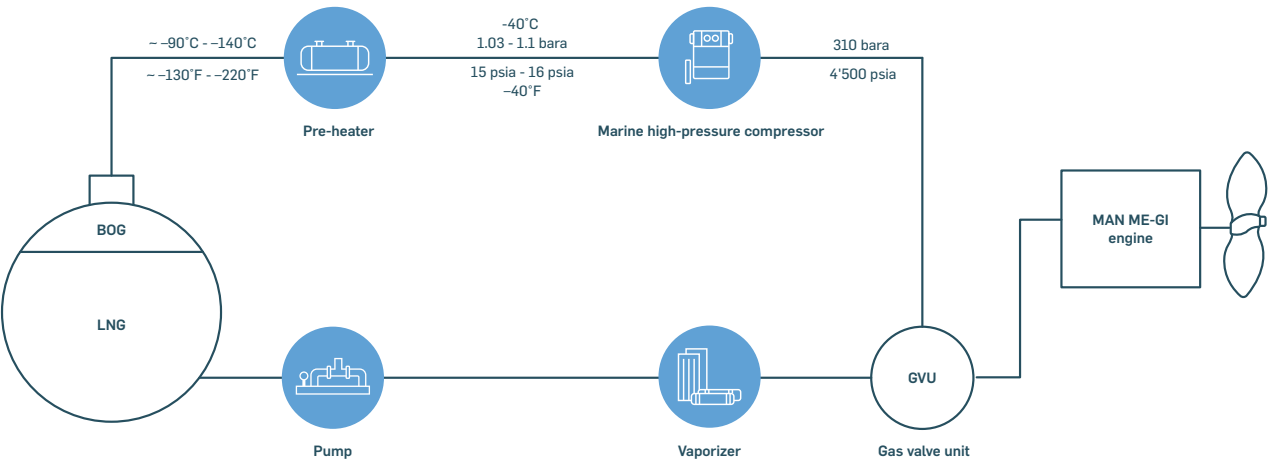 ~ –90˚C - –140˚C
~ –130˚F - –220˚F
-40˚C
1.03 - 1.1 bara
15 psia - 16 psia
–40˚F
310 bara
4'500 psia
Pre-heater
Marine high-pressure compressor
BOG
LNG
MAN ME-GI
engine
GVU
Pump
Vaporizer
Gas valve unit